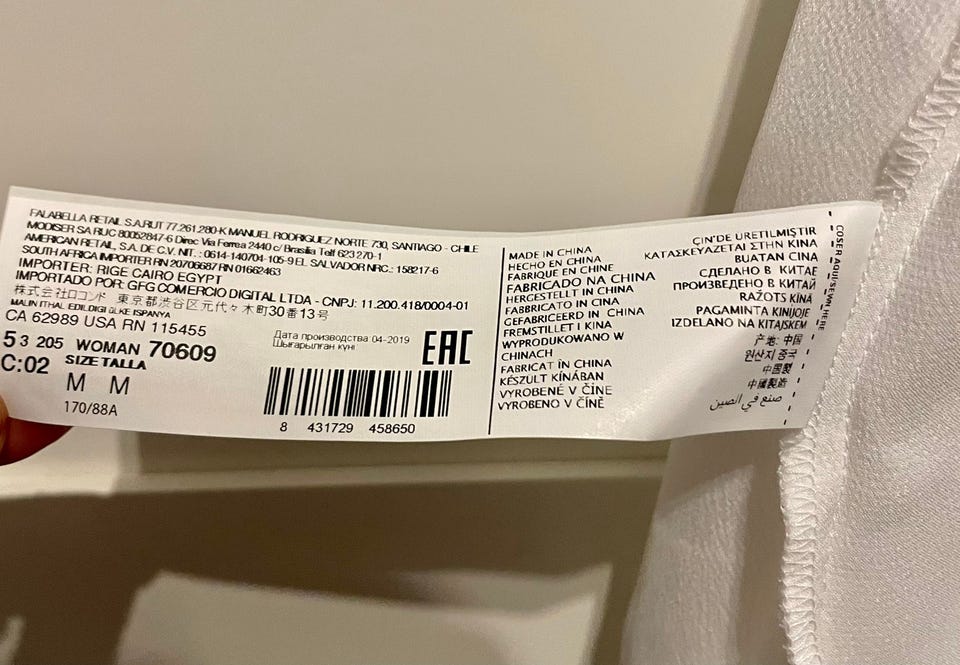 FALABELLA RETAIL S.A.RUT 77.261.280-K MANUEL RODRIGUEZ NORTE 730, SANTIAGO - CHILE
MODISER SA RUC 80052847-6 Direc Via Ferrea 2440 c/ Brasilia Telf 623 270-1
AMERICAN RETAIL, S.A. DE C.V. NIT. : 0614-140704-105-9 EL SALVADOR NRC.: 158217-6
SOUTH AFRICA IMPORTER RN 20706687/ RN 01662463
IMPORTER: RIGE CAIRO EGYPT
IMPORTADO POR: GFG COMERCIO DIGITAL LTDA - CNPJ: 11.200.418/0004-01
株式会社ロコンド 東京都渋谷区元代々木町30番13号
MALIN ITHAL EDILDIGI ÜLKE ISPANYA
CA 62989 USA RN 115455
5 3 205 WOMAN 70609
C:02 SIZE TALLA
M M
170/88A
Дата производства 04-2019
Шығарылған күні
EAC
8 431729 458650
MADE IN CHINA
HECHO EN CHINA
FABRIQUE EN CHINE
FABRICADO NA CHINA
HERGESTELLT IN CHINA
FABBRICATO IN CINA
GEFABRICEERD IN CHINA
FREMSTILLET I KINA
WYPRODUKOWANO W
CHINACH
FABRICAT ÎN CHINA
KÉSZULT KÍNÁBAN
VYROBENÉ V ČÍNE
VYROBENO V ČÍNĚ
ÇIN'DE URETILMIŞTIR
ΚΑΤΑΣΚΕΥΑΖΕΤΑΙ ΣΤΗΝ ΚΙΝΑ
BUATAN CINA
СДЕЛАНО В КИТАЕ
ПРОИЗВЕДЕНО В КИТАЙ
RAŽOTS KĪNĀ
PAGAMINTA KINIJOJE
IZDELANO NA KITAJSKEM
产地: 中国
원산지 중국
中国製
中國製造
صنع في الصين
COSER AQUI/SEWN HERE